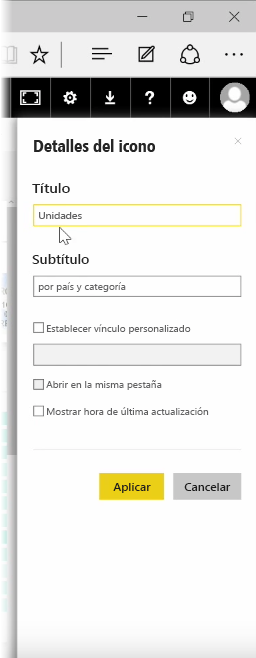 Detalles del icono
Título
Unidades
Subtítulo
por país y categoría
Establecer vínculo personalizado
Abrir en la misma pestaña
Mostrar hora de última actualización
Aplicar
Cancelar